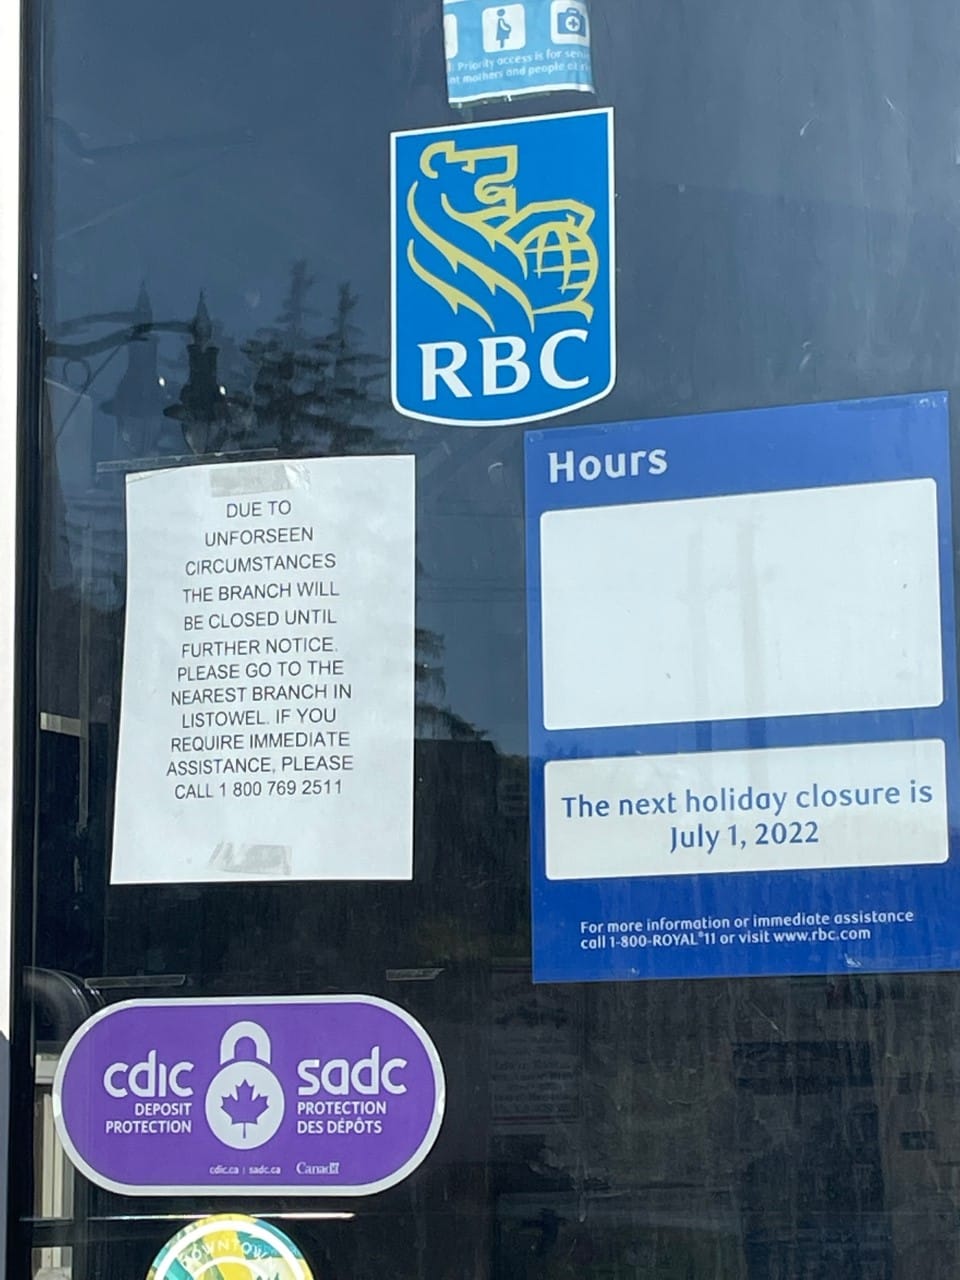 Priority access is for
mothers and people
RBC
Hours
DUE TO
UNFORSEEN
CIRCUMSTANCES
THE BRANCH WILL
BE CLOSED UNTIL
FURTHER NOTICE.
PLEASE GO TO THE
NEAREST BRANCH IN
LISTOWEL. IF YOU
REQUIRE IMMEDIATE
ASSISTANCE, PLEASE
CALL 1 800 769 2511
The next holiday closure is
July 1, 2022
For more information or immediate assistance
call 1-800-ROYAL®11 or visit www.rbc.com
cdic
DEPOSIT
PROTECTION
sadc
PROTECTION
DES DÉPÔTS
cdic.ca | sadc.ca Canada
DOWNTOWN